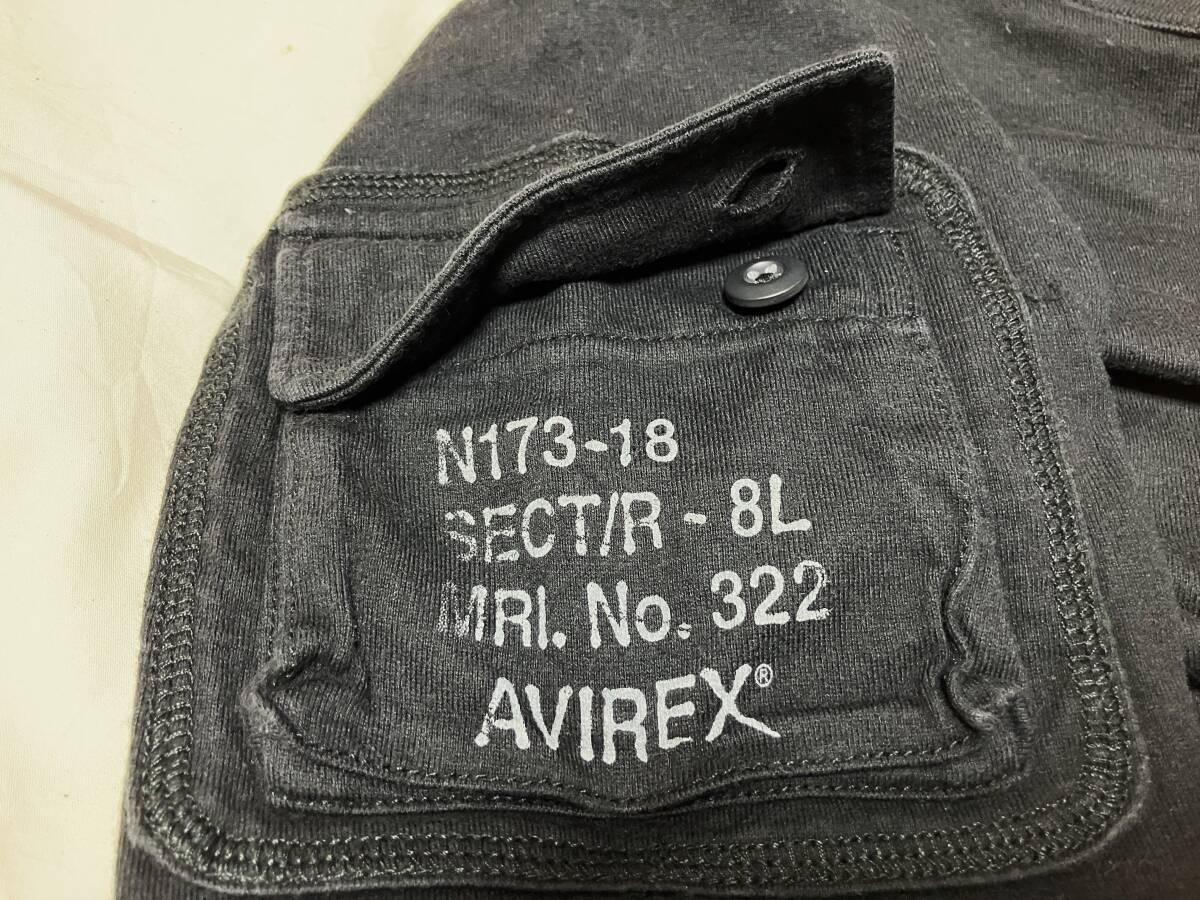 N173-18
SECT/R - 8L
MRI. No. 322
AVIREX®